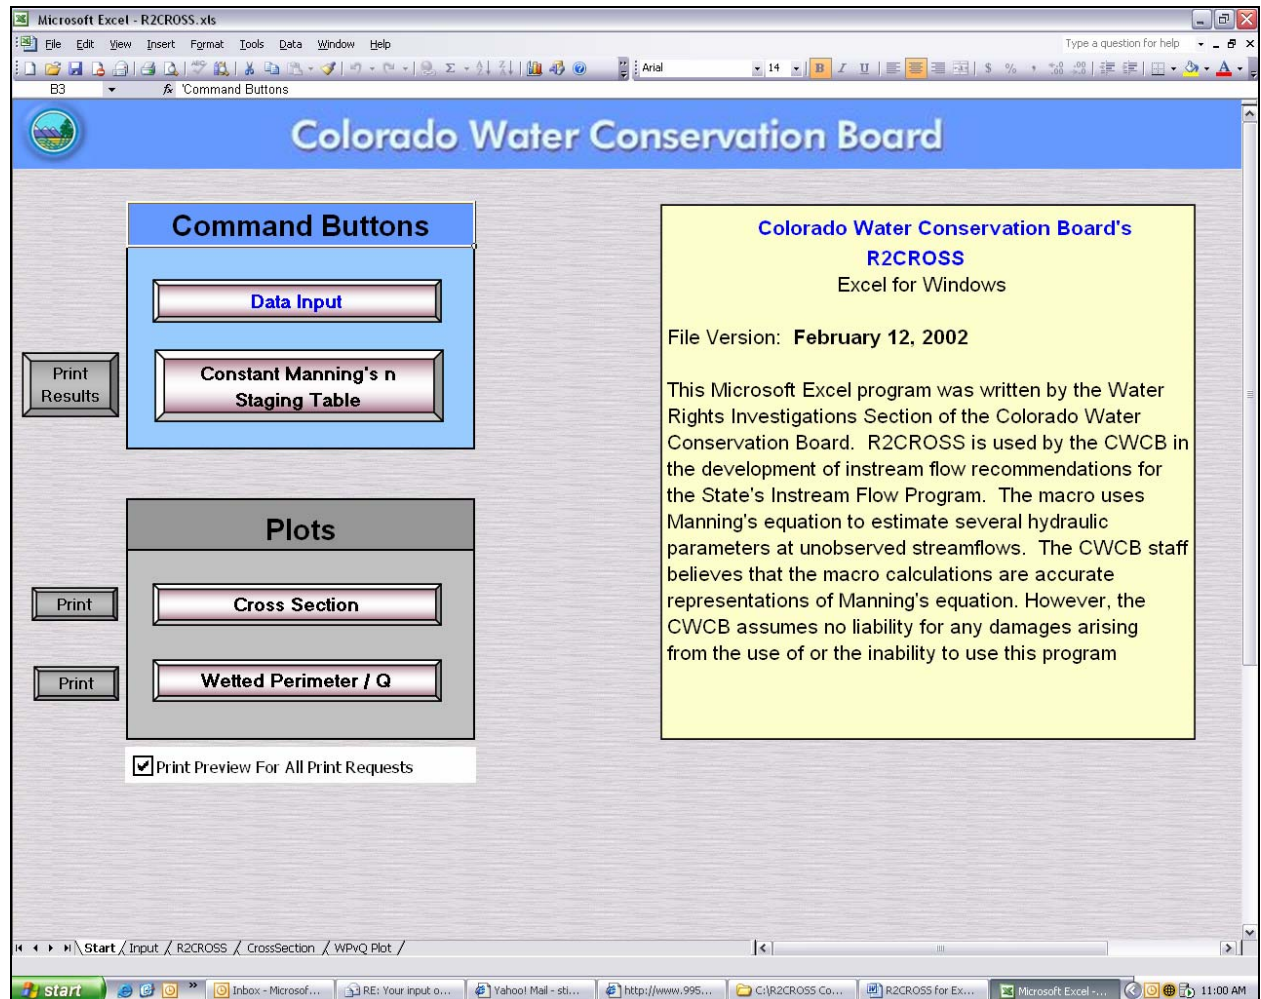 Microsoft Excel - R2CROSS.xls
File Edit View Insert Format Tools Data Window Help
Type a question for help
Arial 14 B I U $ % ,
B3 fx 'Command Buttons
Colorado Water Conservation Board
Command Buttons
Data Input
Constant Manning's n
Staging Table
Print
Results
Plots
Print
Cross Section
Print
Wetted Perimeter / Q
Print Preview For All Print Requests
Colorado Water Conservation Board's
R2CROSS
Excel for Windows
File Version: February 12, 2002
This Microsoft Excel program was written by the Water
Rights Investigations Section of the Colorado Water
Conservation Board. R2CROSS is used by the CWCB in
the development of instream flow recommendations for
the State's Instream Flow Program. The macro uses
Manning's equation to estimate several hydraulic
parameters at unobserved streamflows. The CWCB staff
believes that the macro calculations are accurate
representations of Manning's equation. However, the
CWCB assumes no liability for any damages arising
from the use of or the inability to use this program
Start / Input / R2CROSS / CrossSection / WPvQ Plot /
start » Inbox - Microsof... RE: Your input o... Yahoo! Mail - sti... http://www.995... C:\R2CROSS Co... R2CROSS for Ex... Microsoft Excel -... 11:00 AM